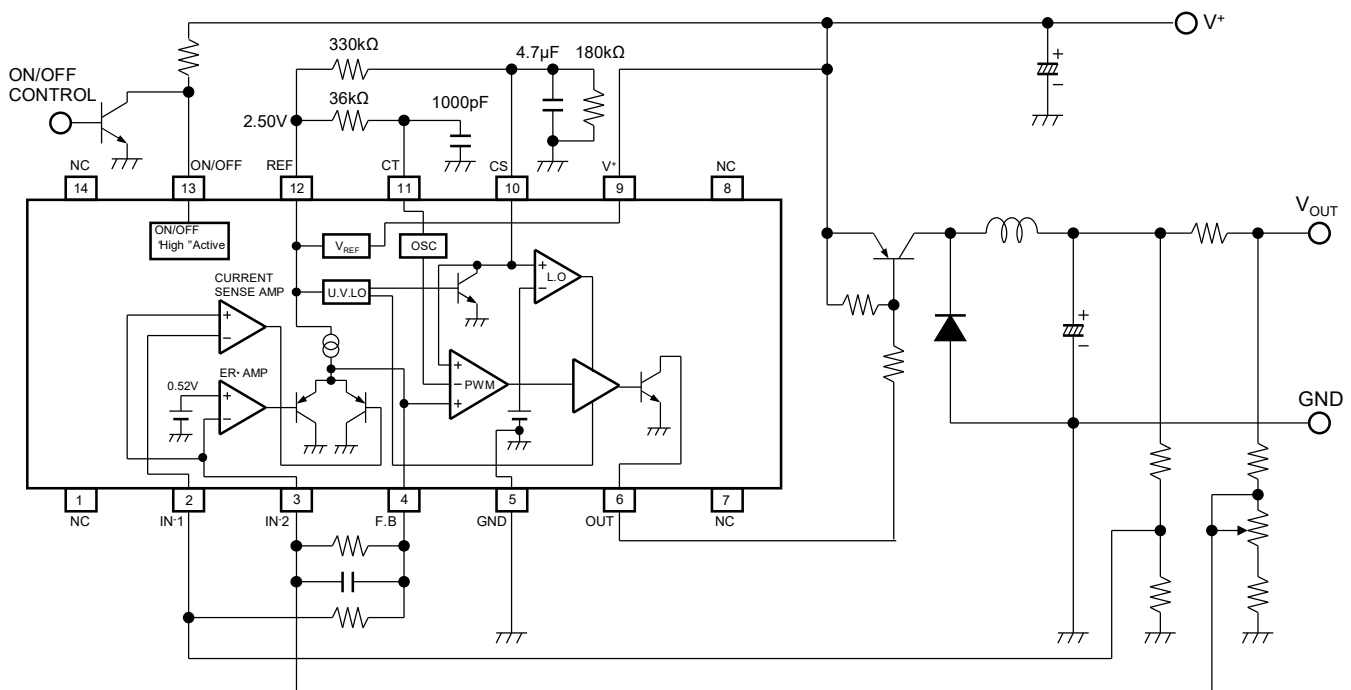 V+
330kΩ
4.7µF 180kΩ
+
−
ON/OFF
CONTROL
36kΩ
1000pF
2.50V
NC ON/OFF REF CT CS V+ NC
14 13 12 11 10 9 8
ON/OFF
"High "Active
VREF
OSC
VOUT
CURRENT
SENSE AMP
U.V.LO
+
−
L.O
+
−
+
−
ER· AMP
0.52V
+
−
+
−
+
PWM
GND
1 2 3 4 5 6 7
NC IN-1 IN-2 F.B GND OUT NC